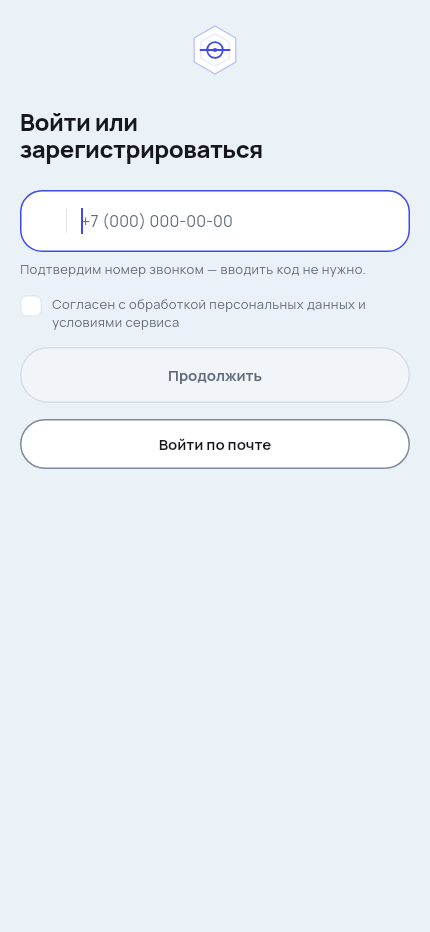 Войти или
зарегистрироваться
+7 (000) 000-00-00
Подтвердим номер звонком — вводить код не нужно.
Согласен с обработкой персональных данных и
условиями сервиса
Продолжить
Войти по почте